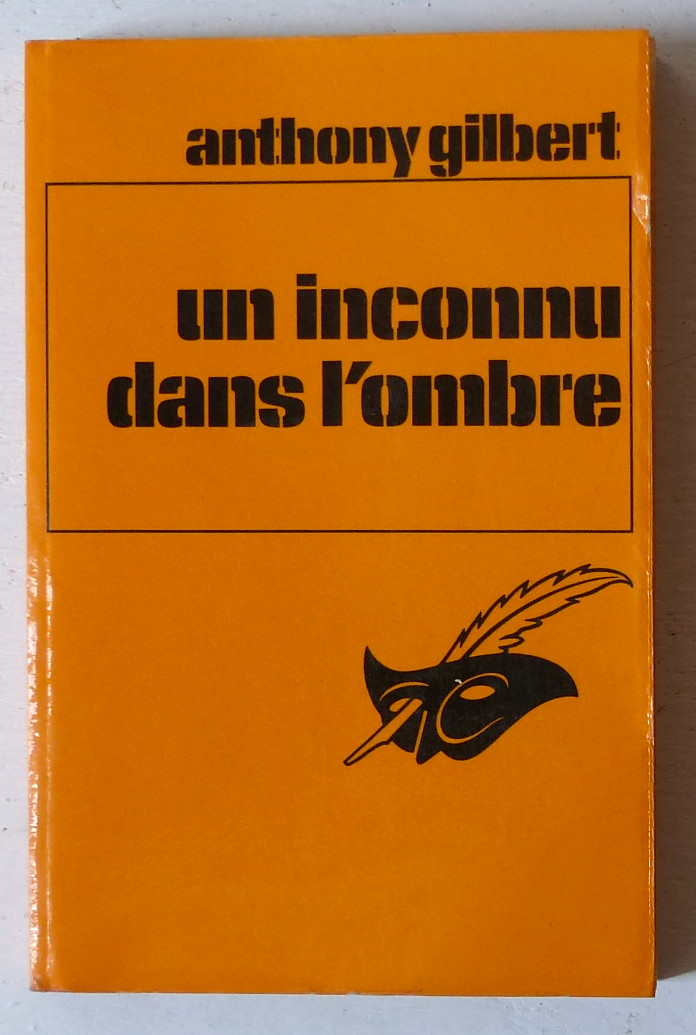 anthony gilbert
un inconnu
dans l'ombre